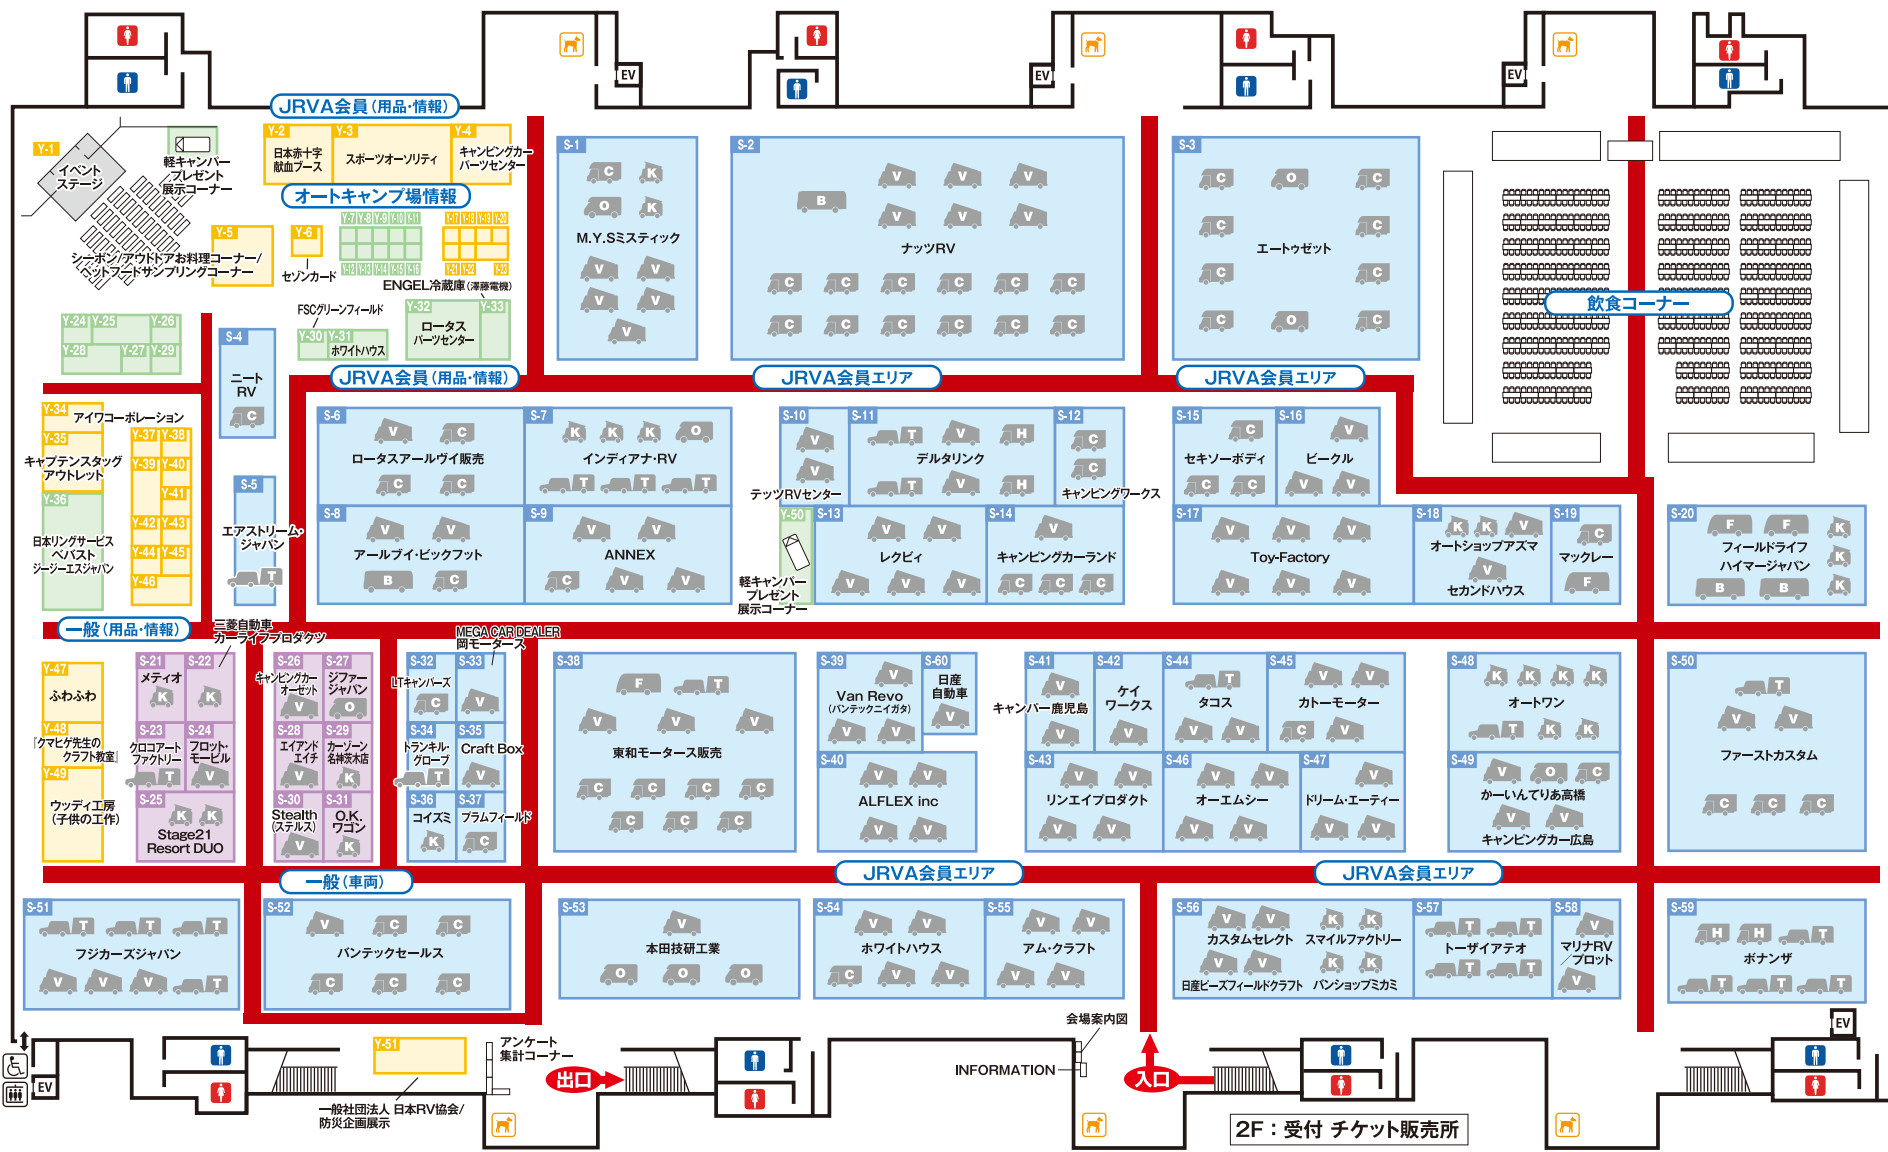 EV
EV
EV
JRVA会員(用品・情報)
Y-1
イベント
ステージ
軽キャンパー
プレゼント
展示コーナー
Y-2
日本赤十字
献血ブース
Y-3
スポーツオーソリティ
Y-4
キャンピングカー
パーツセンター
オートキャンプ場情報
Y-5
シーボン/アウトドアお料理コーナー/
ペットフードサンプリングコーナー
Y-6
セゾンカード
Y-7 Y-8 Y-9 Y-10 Y-11
Y-12 Y-13 Y-14 Y-15 Y-16
Y-17 Y-18 Y-19 Y-20
Y-21 Y-22 Y-23
ENGEL冷蔵庫(澤藤電機)
FSCグリーンフィールド
Y-30 Y-31
ホワイトハウス
Y-32
ロータス
パーツセンター
Y-33
Y-24 Y-25 Y-26
Y-28 Y-27 Y-29
S-1
C K
O K
M.Y.Sミスティック
V V
V V
V
S-2
B V V V
V V V
ナッツRV
C C C C C C
C C C C C C
S-3
C O C
C C
エートゥゼット
C C
C O C
飲食コーナー
S-4
ニート
RV
C
JRVA会員(用品・情報)
JRVA会員エリア
JRVA会員エリア
Y-34
アイワコーポレーション
Y-35
キャプテンスタッグ
アウトレット
Y-36
日本リングサービス
ベバスト
ジージーエスジャパン
Y-37 Y-38
Y-39 Y-40
Y-41
Y-42 Y-43
Y-44 Y-45
Y-46
S-5
エアストリーム・
ジャパン
T
S-6
V C
ロータスアールヴイ販売
C C
S-7
K K K O
インディアナ・RV
T T T
S-8
V V
アールブイ・ビックフット
B C
S-9
V V
ANNEX
C V V
S-10
V
V
テッツRVセンター
S-11
T V H
デルタリンク
T V H
S-12
C
C
キャンピングワークス
Y-50
軽キャンパー
プレゼント
展示コーナー
S-13
V V
レクビィ
V V V
S-14
V
キャンピングカーランド
C C C
S-15
C
セキソーボディ
C C
S-16
V
ビークル
V V
S-17
V V V
Toy-Factory
V V V
S-18
K K V
オートショップアズマ
V
セカンドハウス
S-19
C
マックレー
F
S-20
F F K
フィールドライフ
ハイマージャパン
K
B B K
一般(用品・情報)
三菱自動車
カーライフプロダクツ
MEGA CAR DEALER
岡モータース
Y-47
ふわふわ
Y-48
『クマヒゲ先生の
クラフト教室』
Y-49
ウッディ工房
(子供の工作)
S-21
メティオ
K
S-22
K
S-23
クロコアート
ファクトリー
T
S-24
フロット・
モービル
V
S-25
K K
Stage21
Resort DUO
S-26
キャンピングカー
オーゼット
V
S-27
ジファー
ジャパン
O
S-28
エイアンド
エイチ
V
S-29
カーゾーン
名神茨木店
K
S-30
Stealth
(ステルス)
V
S-31
O.K.
ワゴン
K
S-32
LTキャンパーズ
C
S-33
V
S-34
トランキル・
グローブ
T
S-35
Craft Box
V
S-36
コイズミ
K
S-37
プラムフィールド
C
S-38
F T
V V V
東和モータース販売
C C C C
C C C
S-39
V
Van Revo
(バンテックニイガタ)
V V
S-60
日産
自動車
V
S-40
V V
ALFLEX inc
V V
S-41
V
キャンパー鹿児島
V
S-42
ケイ
ワークス
V
S-43
V V
リンエイプロダクト
V V
S-44
T
タコス
V V
S-45
V V
カトーモーター
C V
S-46
V V
オーエムシー
V V
S-47
V
ドリーム・エーティー
V V
S-48
K K K K
オートワン
T K K
S-49
V O C
かーいんてりあ高橋
V V
キャンピングカー広島
S-50
T
V V
ファーストカスタム
C C C
一般(車両)
JRVA会員エリア
JRVA会員エリア
S-51
T T T
フジカーズジャパン
V V V T
S-52
V C C
バンテックセールス
C C C
S-53
V
本田技研工業
O O O
S-54
V V
ホワイトハウス
C V V
S-55
V V
アム・クラフト
V V
S-56
V V K K
カスタムセレクト スマイルファクトリー
V V K K
日産ピーズフィールドクラフト バンショップミカミ
S-57
T T
トーザイアテオ
T T
S-58
V
マリナRV
/フロット
V
S-59
H H T
ボナンザ
T T T
EV
EV
Y-51
一般社団法人 日本RV協会/
防災企画展示
アンケート
集計コーナー
出口
会場案内図
INFORMATION
入口
2F:受付 チケット販売所